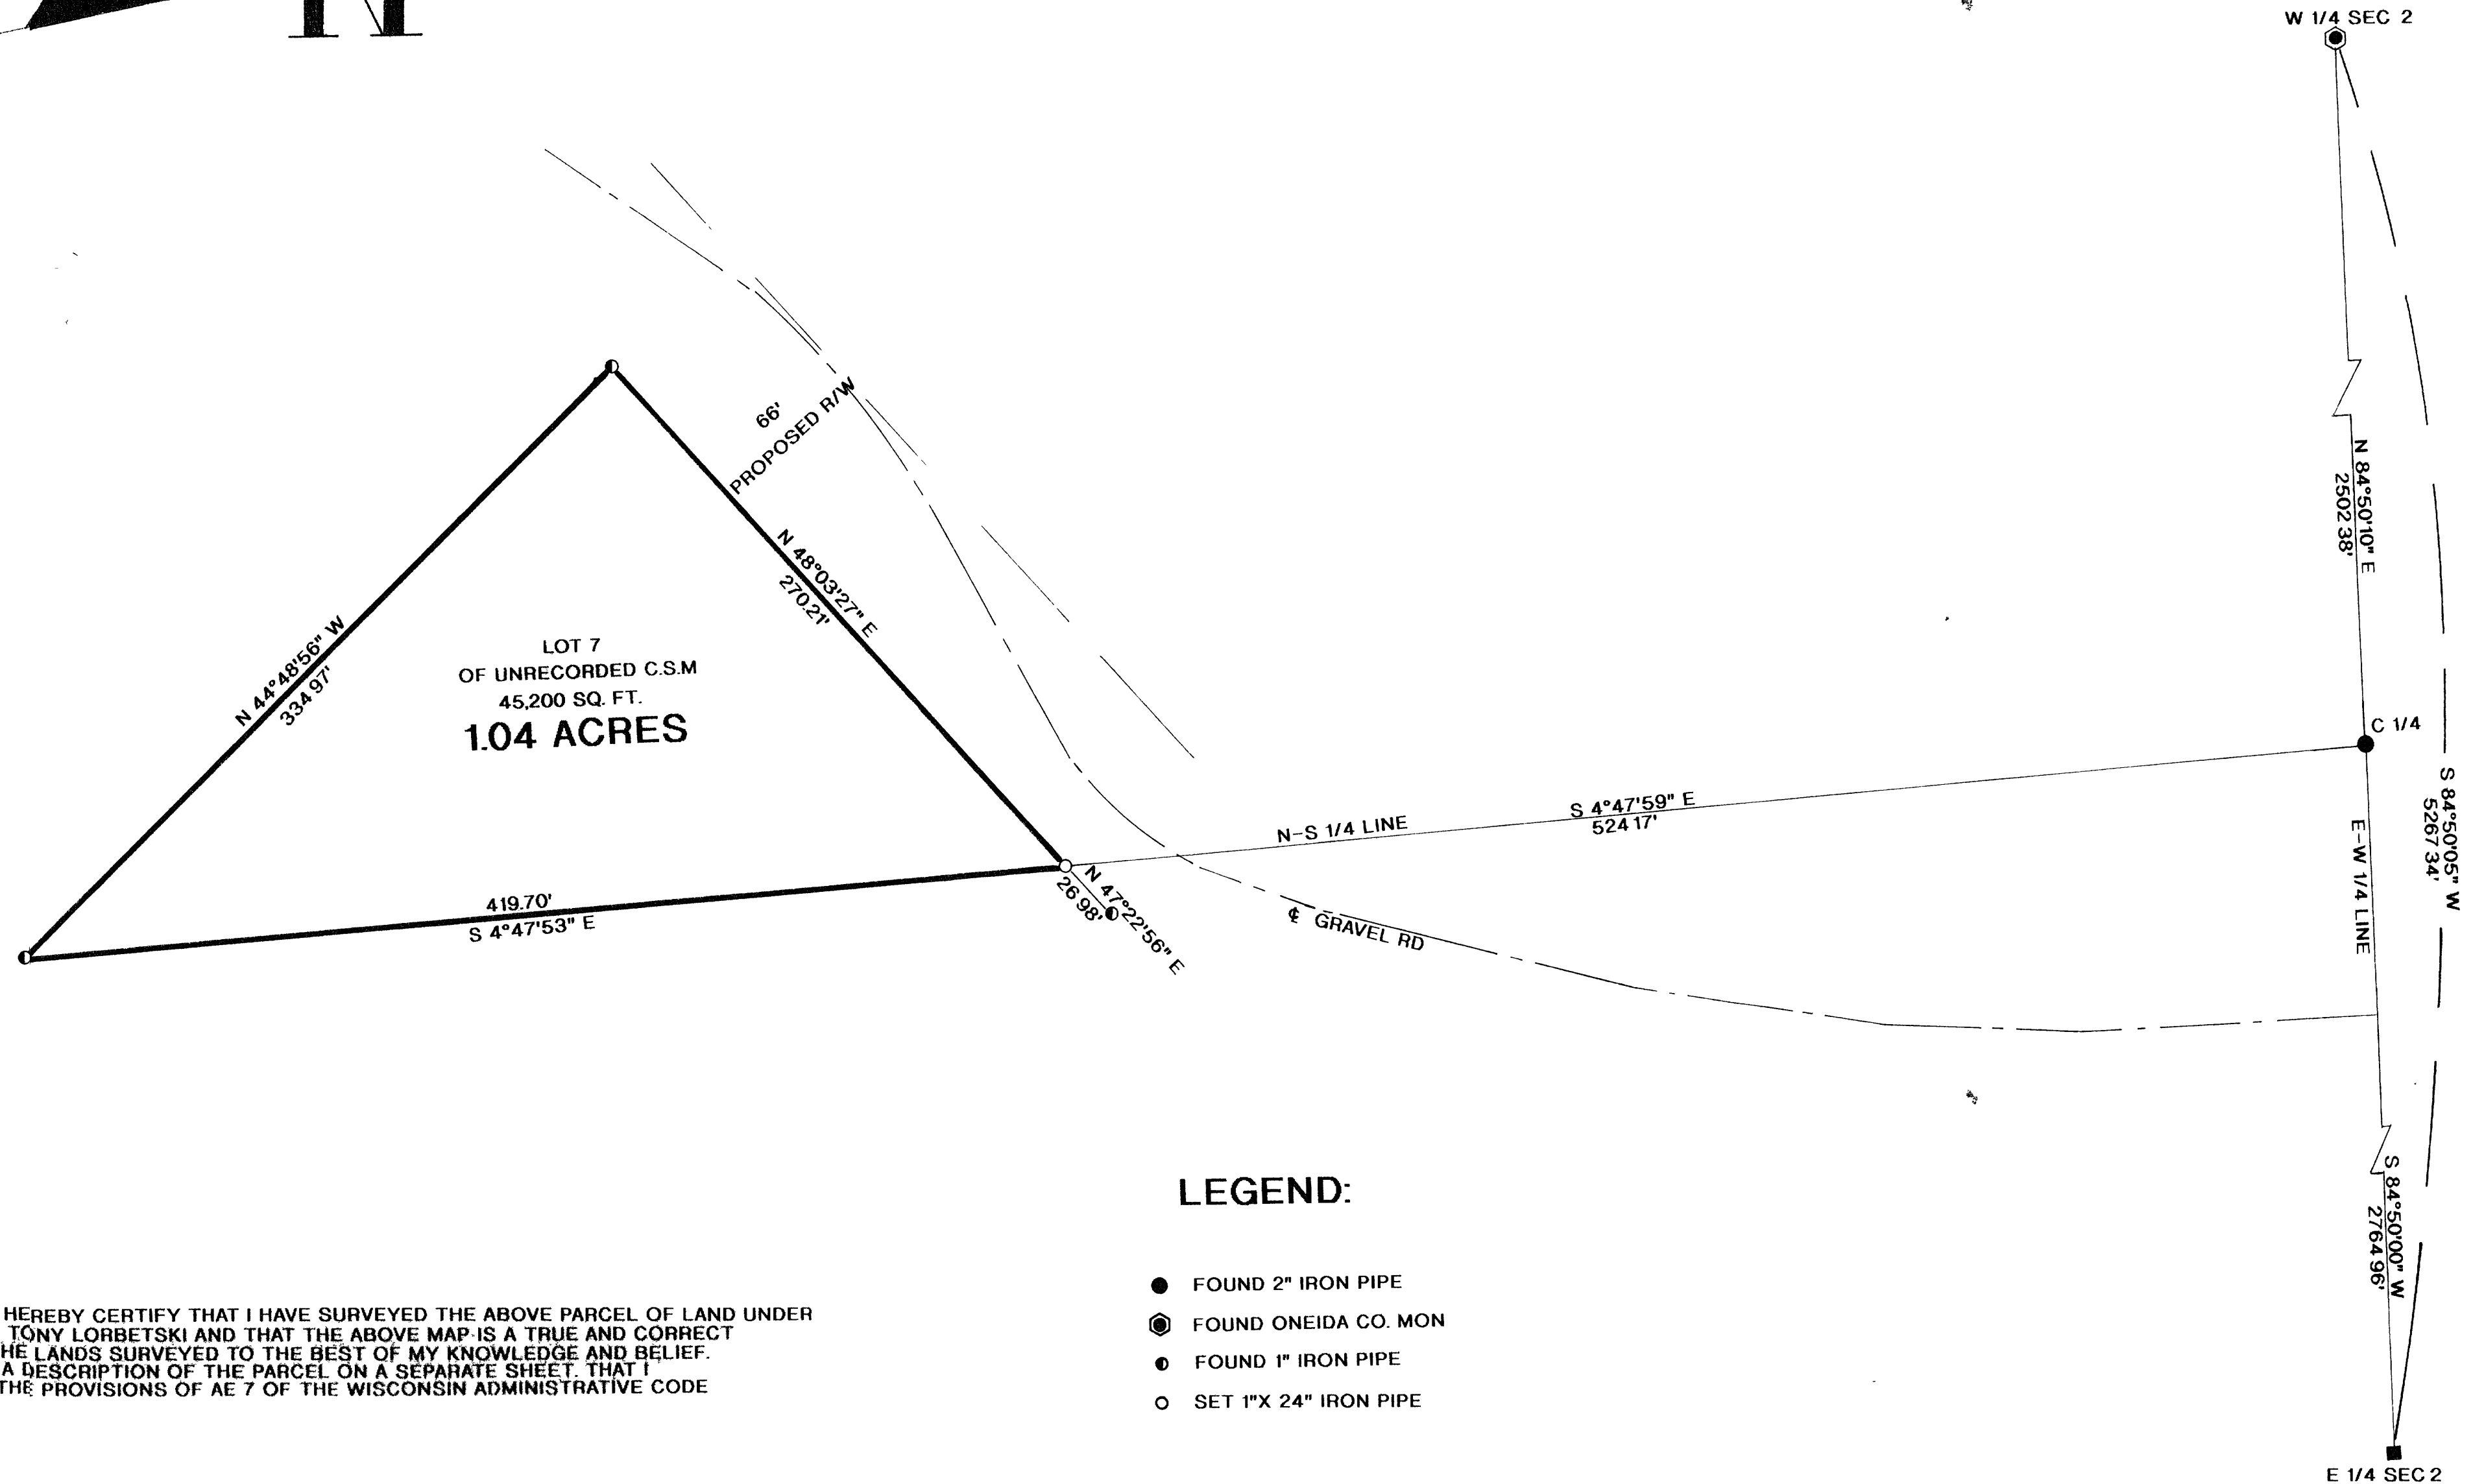 N
W 1/4 SEC 2
66'
PROPOSED R/W
N 84°50'10" E
2502 38'
N 48°03'27" E
270.21'
N 44°48'56" W
334 97'
LOT 7
OF UNRECORDED C.S.M
45,200 SQ. FT.
1.04 ACRES
C 1/4
S 84°50'05" W
5267 34'
N-S 1/4 LINE
S 4°47'59" E
524 17'
E-W 1/4 LINE
419.70'
S 4°47'53" E
N 47°22'56" E
26 98'
℄ GRAVEL RD
S 84°50'00" W
2764 96'
LEGEND:
FOUND 2" IRON PIPE
FOUND ONEIDA CO. MON
FOUND 1" IRON PIPE
SET 1"X 24" IRON PIPE
HEREBY CERTIFY THAT I HAVE SURVEYED THE ABOVE PARCEL OF LAND UNDER
TONY LORBETSKI AND THAT THE ABOVE MAP IS A TRUE AND CORRECT
HE LANDS SURVEYED TO THE BEST OF MY KNOWLEDGE AND BELIEF.
A DESCRIPTION OF THE PARCEL ON A SEPARATE SHEET. THAT I
THE PROVISIONS OF AE 7 OF THE WISCONSIN ADMINISTRATIVE CODE
E 1/4 SEC 2